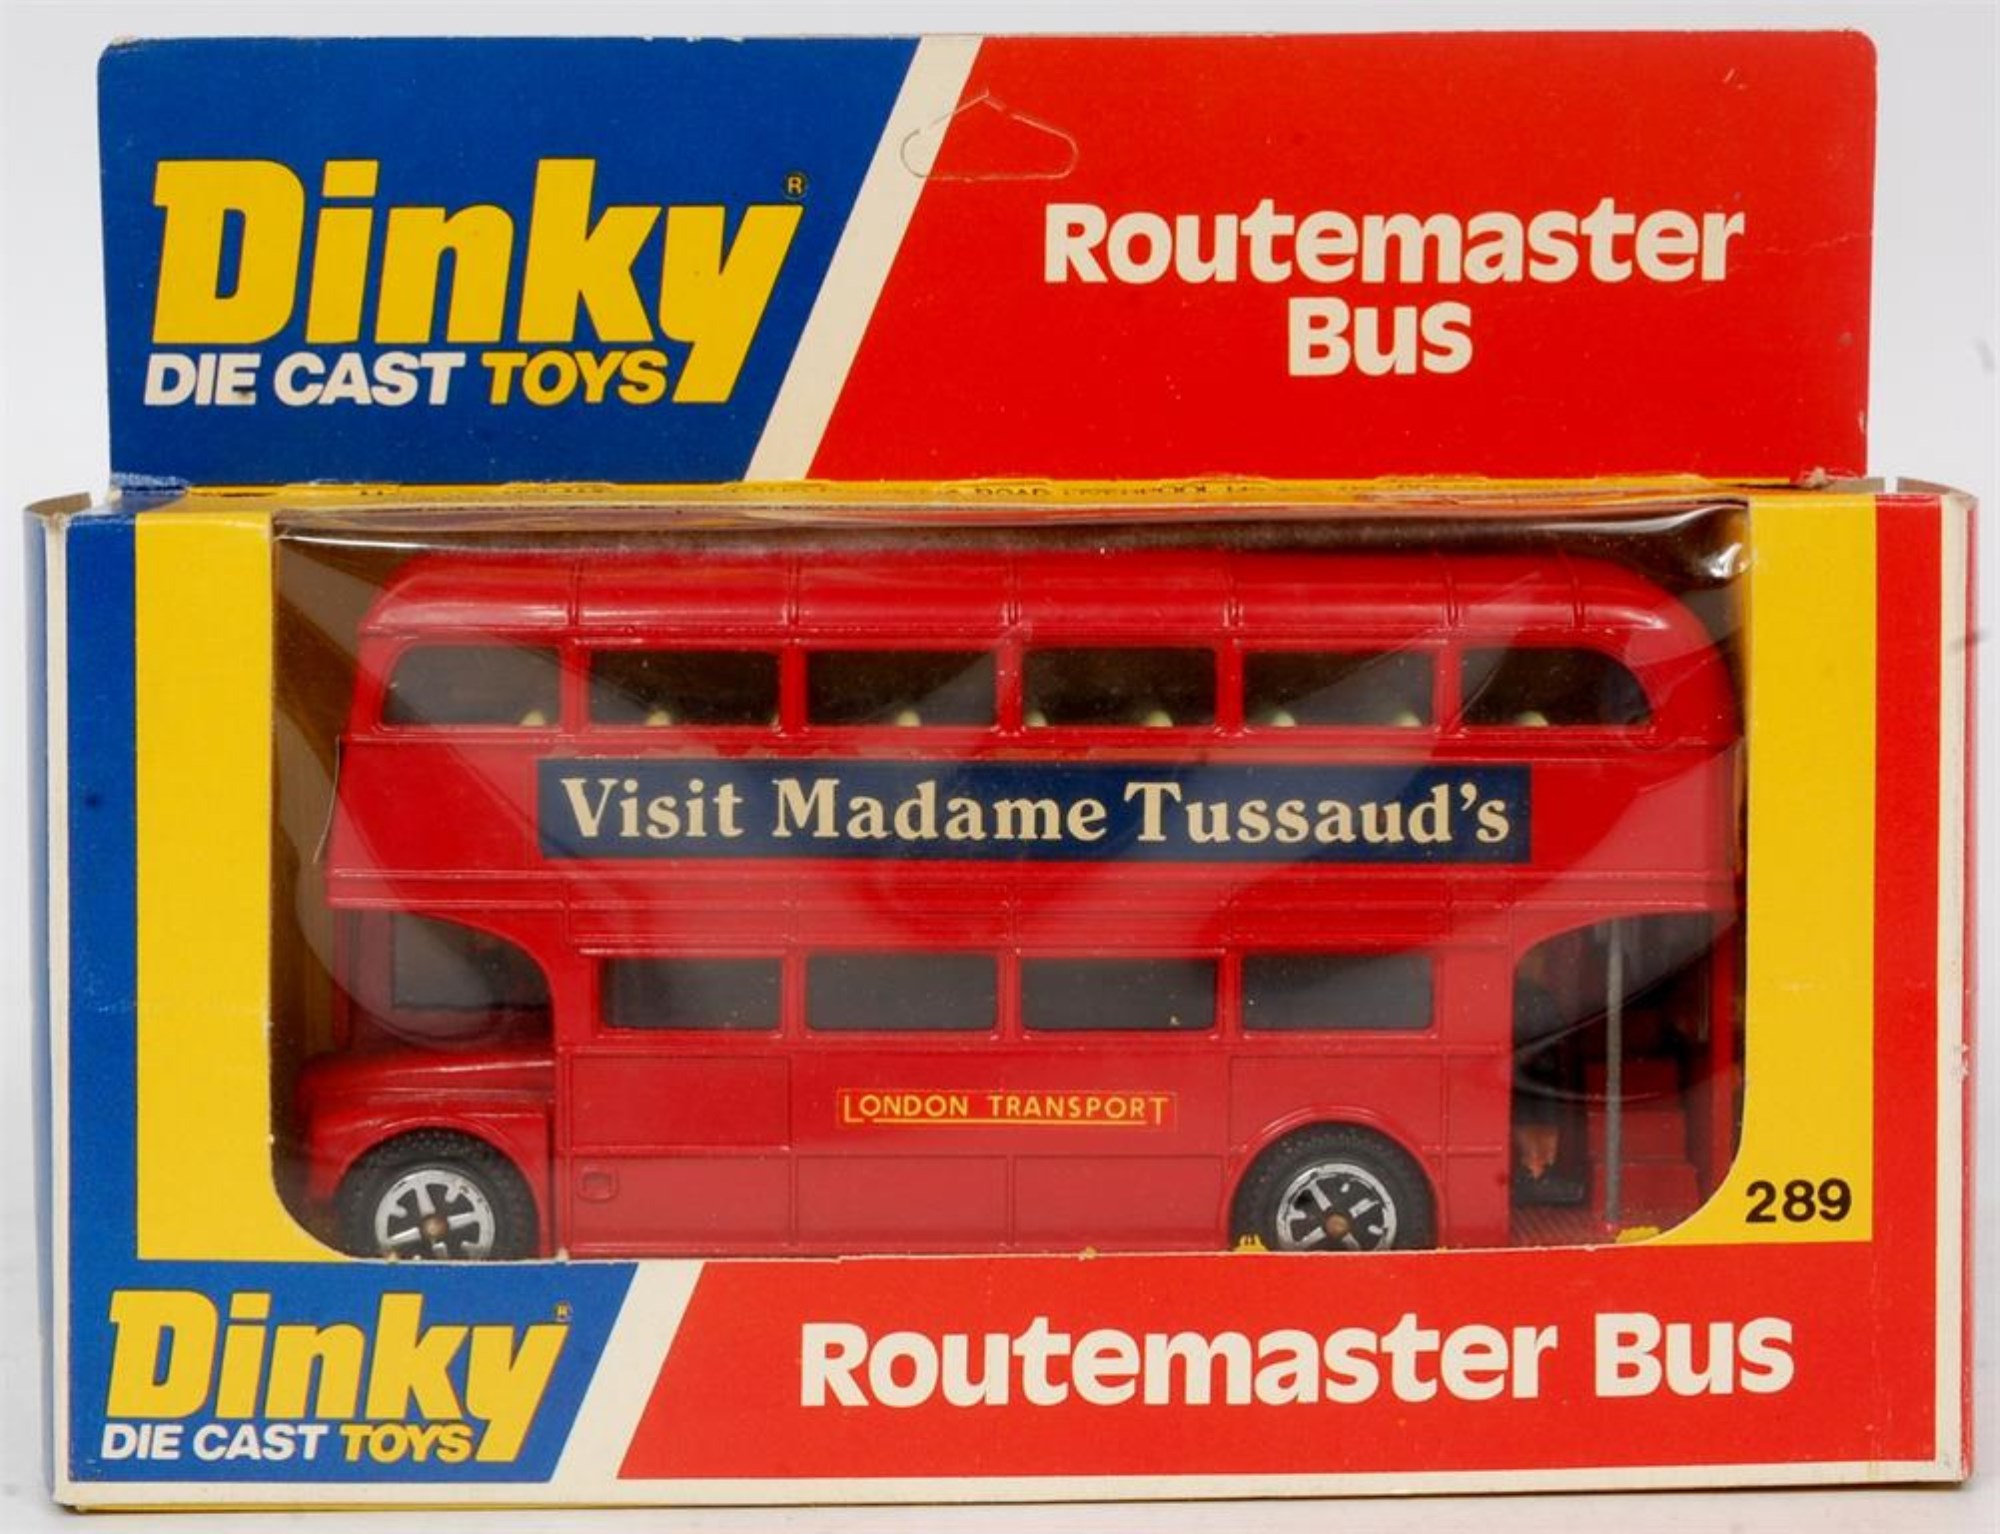 Dinky®
DIE CAST TOYS
Routemaster
Bus
Visit Madame Tussaud's
LONDON TRANSPORT
289
Dinky®
DIE CAST TOYS
Routemaster Bus